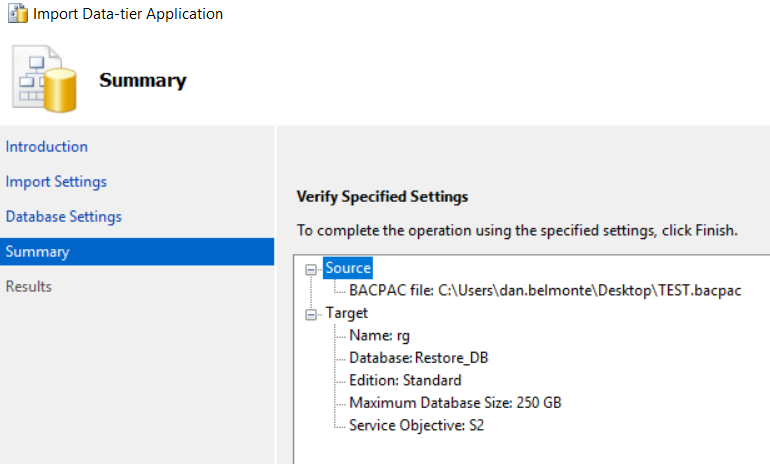 Import Data-tier Application
Summary
Introduction
Import Settings
Database Settings
Summary
Results
Verify Specified Settings
To complete the operation using the specified settings, click Finish.
Source
BACPAC file: C:\Users\dan.belmonte\Desktop\TEST.bacpac
Target
Name: rg
Database: Restore_DB
Edition: Standard
Maximum Database Size: 250 GB
Service Objective: S2